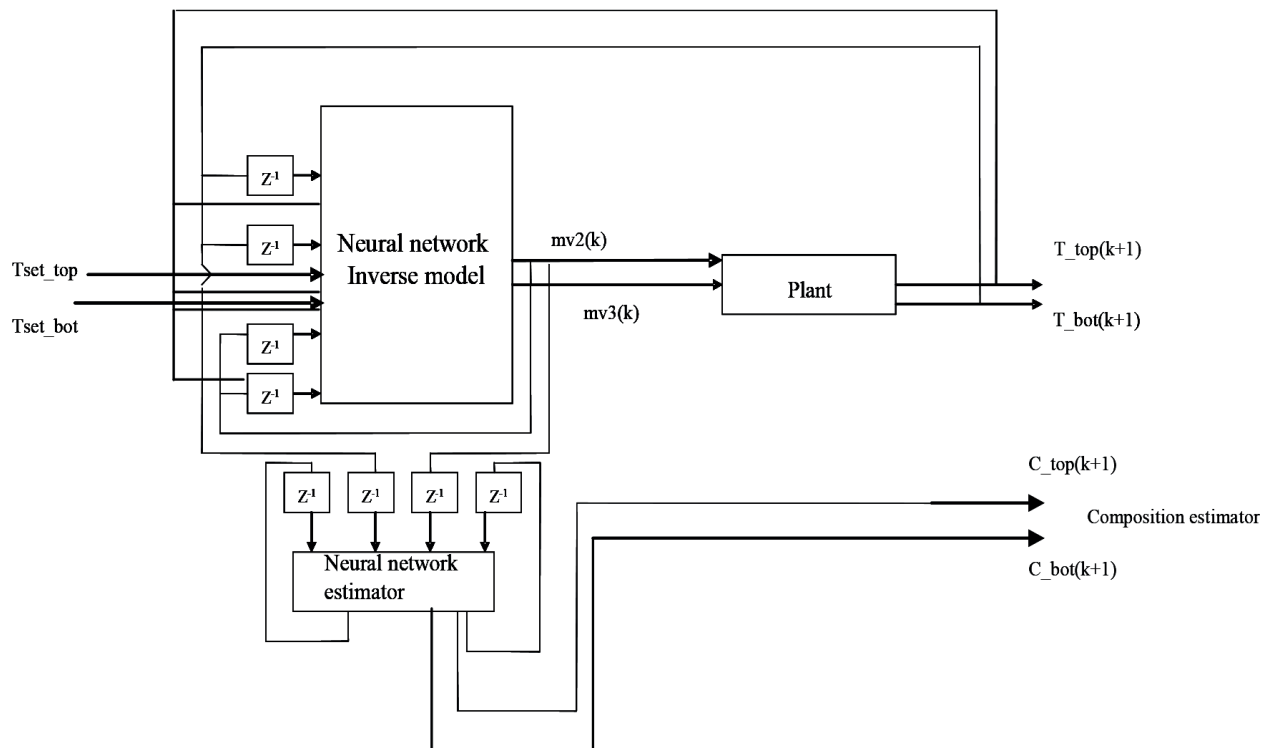 Z-1
Z-1
Neural network
Inverse model
mv2(k)
T_top(k+1)
Tset_top
Plant
mv3(k)
T_bot(k+1)
Tset_bot
Z-1
Z-1
C_top(k+1)
Z-1
Z-1
Z-1
Z-1
Composition estimator
Neural network
estimator
C_bot(k+1)